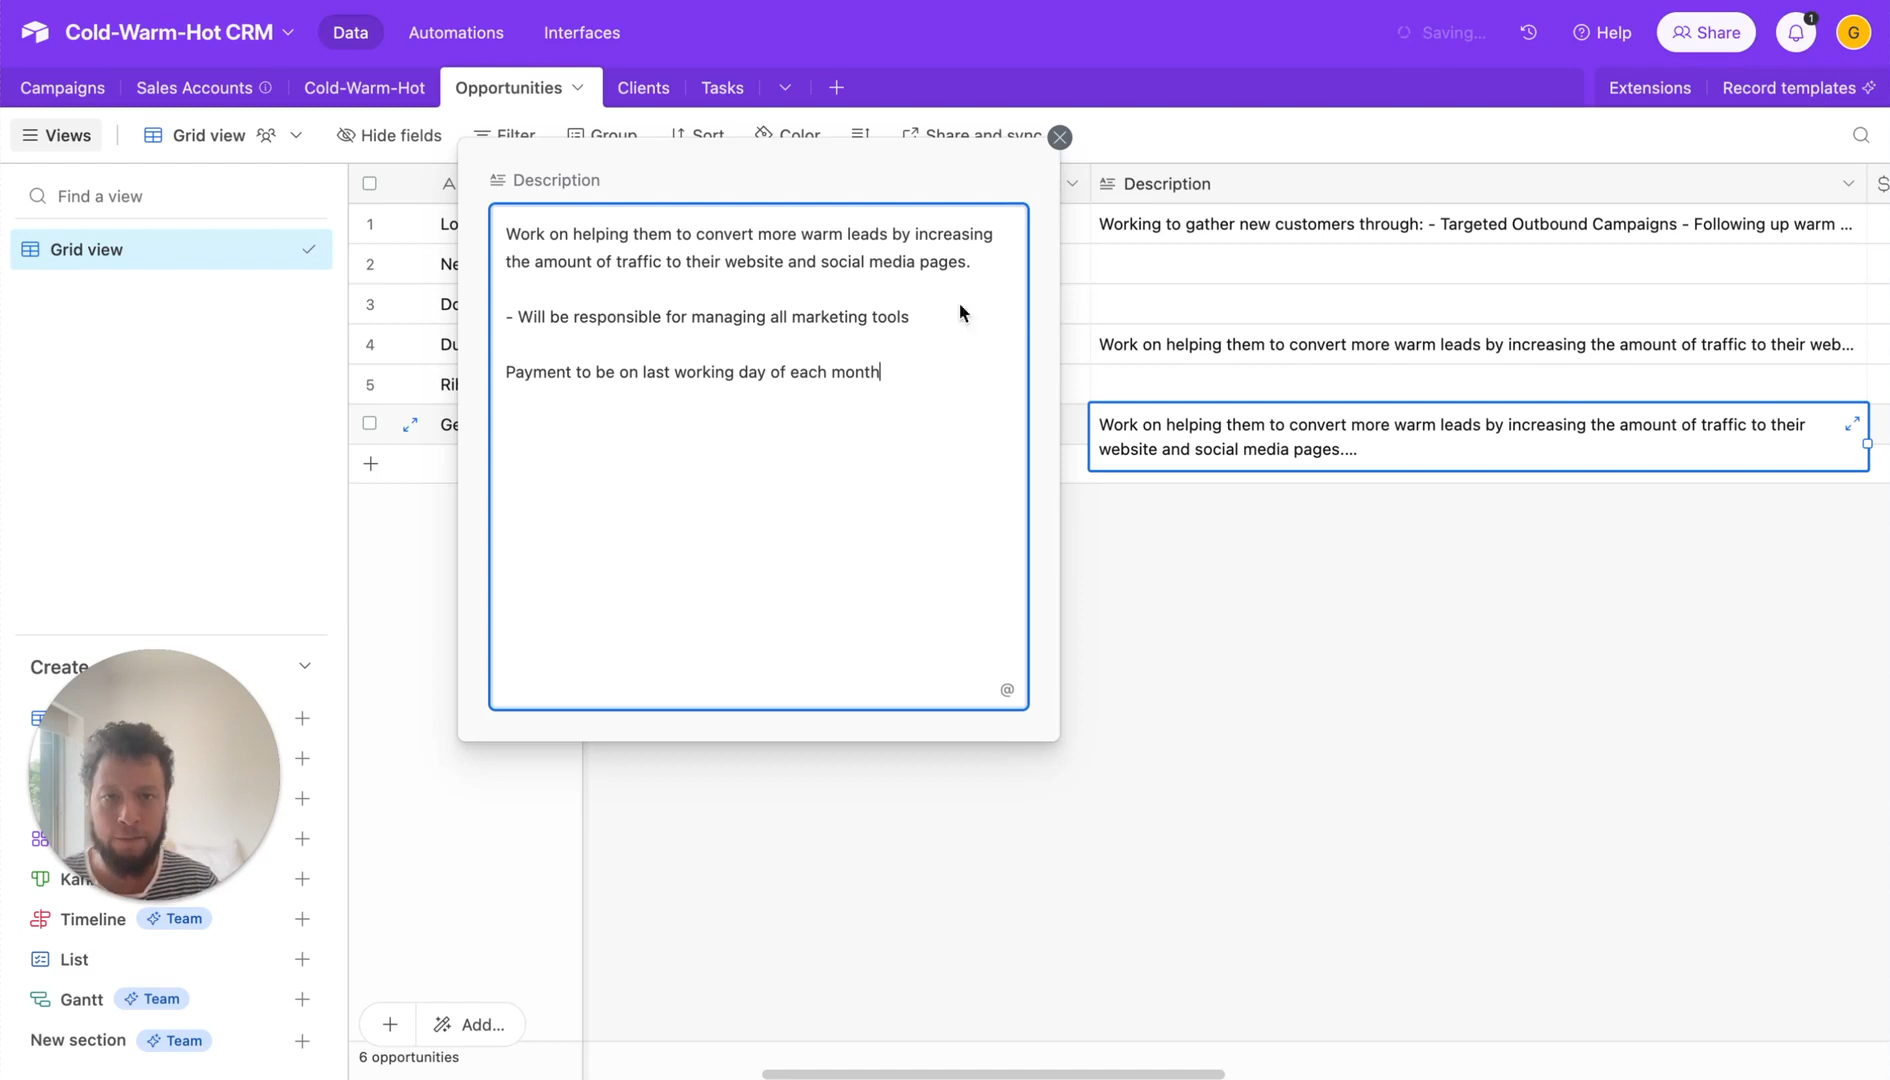 Cold-Warm-Hot CRM
Data
Automations
Interfaces
Saving...
Help
Share
1
G
Campaigns
Sales Accounts
Cold-Warm-Hot
Opportunities
Clients
Tasks
Extensions
Record templates
Views
Grid view
Hide fields
Filter
Group
Sort
Color
Share and sync
Find a view
Grid view
Description
Work on helping them to convert more warm leads by increasing
the amount of traffic to their website and social media pages.
- Will be responsible for managing all marketing tools
Payment to be on last working day of each month
@
A
Description
$
1
Lo
Working to gather new customers through: - Targeted Outbound Campaigns - Following up warm ...
2
Ne
3
Do
4
Du
Work on helping them to convert more warm leads by increasing the amount of traffic to their web...
5
Ril
Ge
Work on helping them to convert more warm leads by increasing the amount of traffic to their
website and social media pages....
Create
Timeline
Team
List
Gantt
Team
New section
Team
Add...
6 opportunities